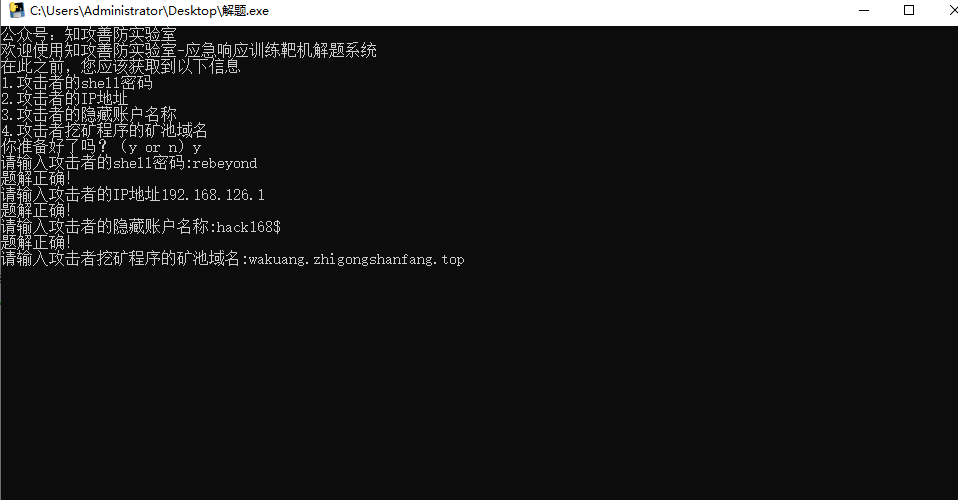 C:\Users\Administrator\Desktop\解题.exe
公众号：知攻善防实验室
欢迎使用知攻善防实验室-应急响应训练靶机解题系统
在此之前，您应该获取到以下信息
1.攻击者的shell密码
2.攻击者的IP地址
3.攻击者的隐藏账户名称
4.攻击者挖矿程序的矿池域名
你准备好了吗？（y or n）y
请输入攻击者的shell密码:rebeyond
题解正确!
请输入攻击者的IP地址192.168.126.1
题解正确!
请输入攻击者的隐藏账户名称:hack168$
题解正确!
请输入攻击者挖矿程序的矿池域名:wakuang.zhigongshanfang.top